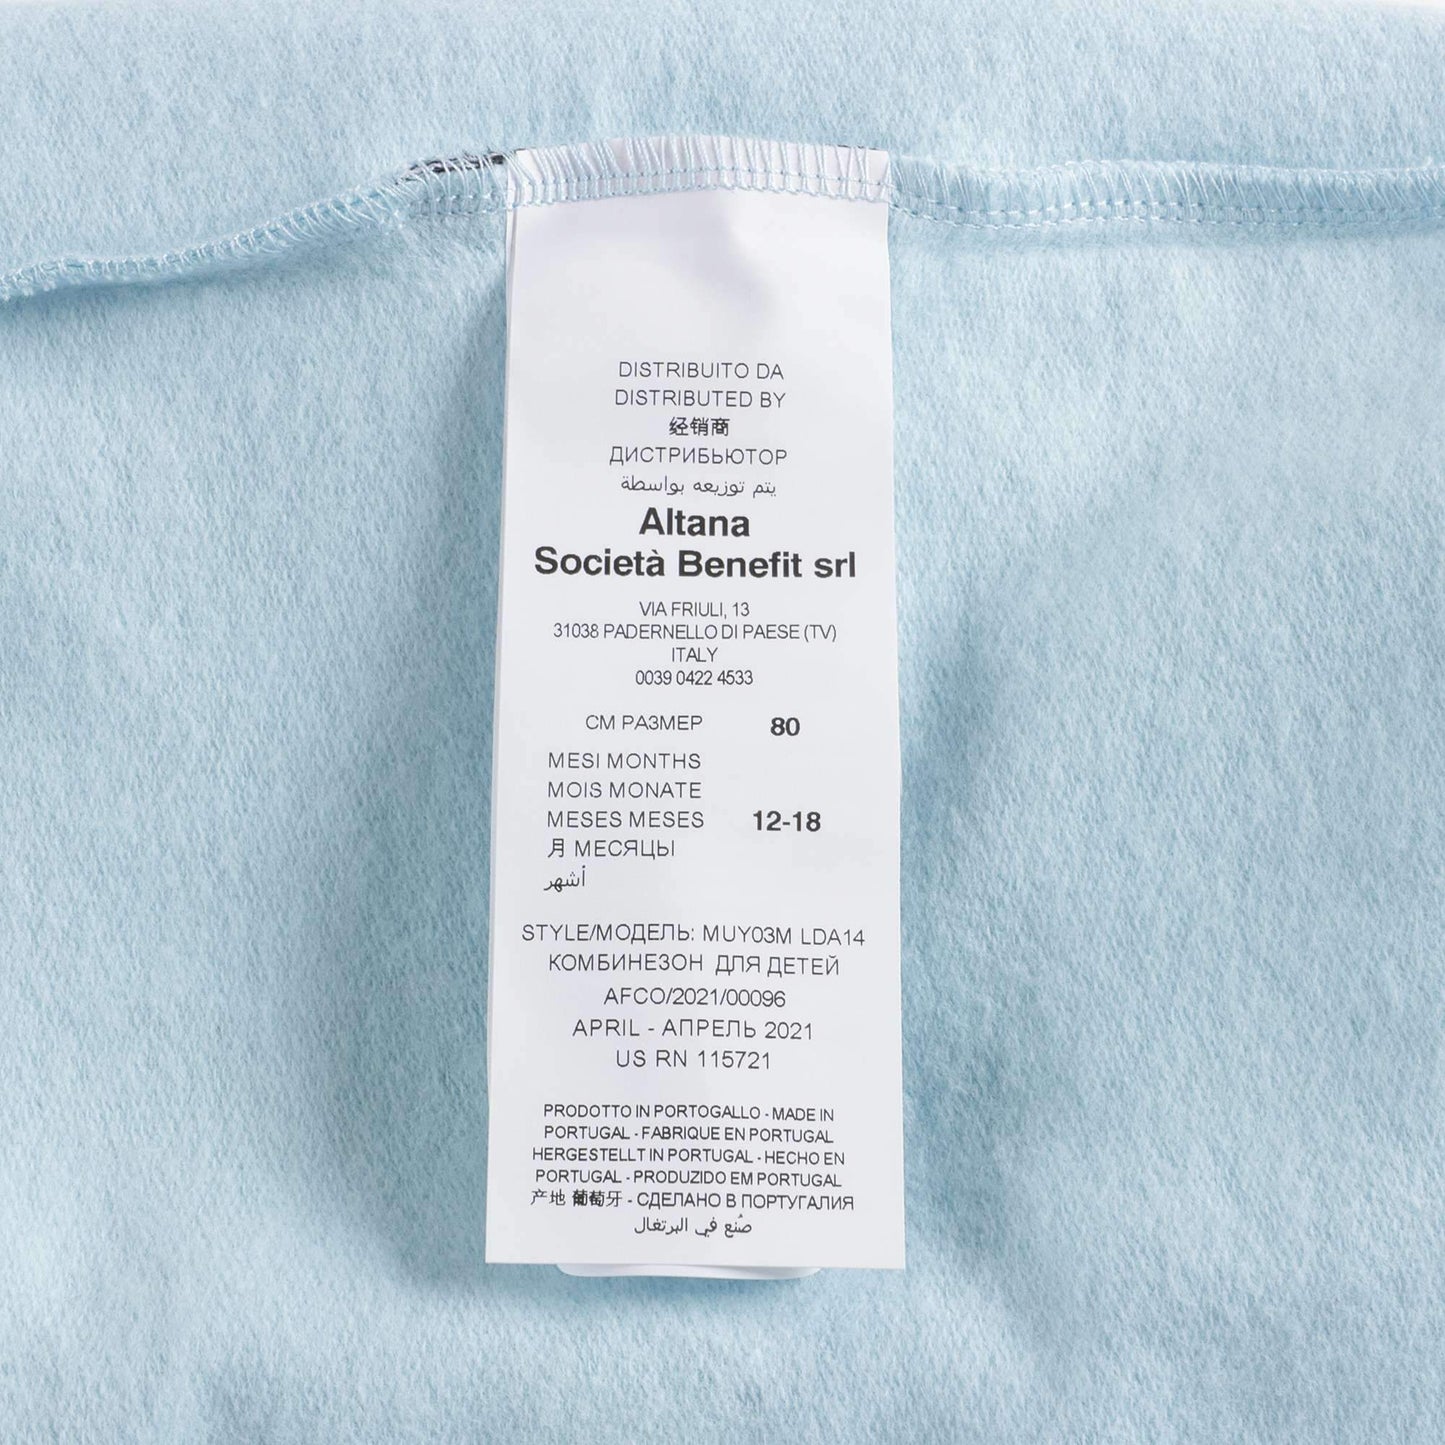 DISTRIBUITO DA
DISTRIBUTED BY
经销商
ДИСТРИБЬЮТОР
يتم توزيعه بواسطة
Altana
Società Benefit srl
VIA FRIULI, 13
31038 PADERNELLO DI PAESE (TV)
ITALY
0039 0422 4533
СМ РАЗМЕР 80
MESI MONTHS
MOIS MONATE
MESES MESES 12-18
月 МЕСЯЦЫ
أشهر
STYLE/МОДЕЛЬ: MUY03M LDA14
КОМБИНЕЗОН ДЛЯ ДЕТЕЙ
AFCO/2021/00096
APRIL - АПРЕЛЬ 2021
US RN 115721
PRODOTTO IN PORTOGALLO - MADE IN
PORTUGAL - FABRIQUE EN PORTUGAL
HERGESTELLT IN PORTUGAL - HECHO EN
PORTUGAL - PRODUZIDO EM PORTUGAL
产地 葡萄牙 - СДЕЛАНО В ПОРТУГАЛИЯ
صُنع في البرتغال